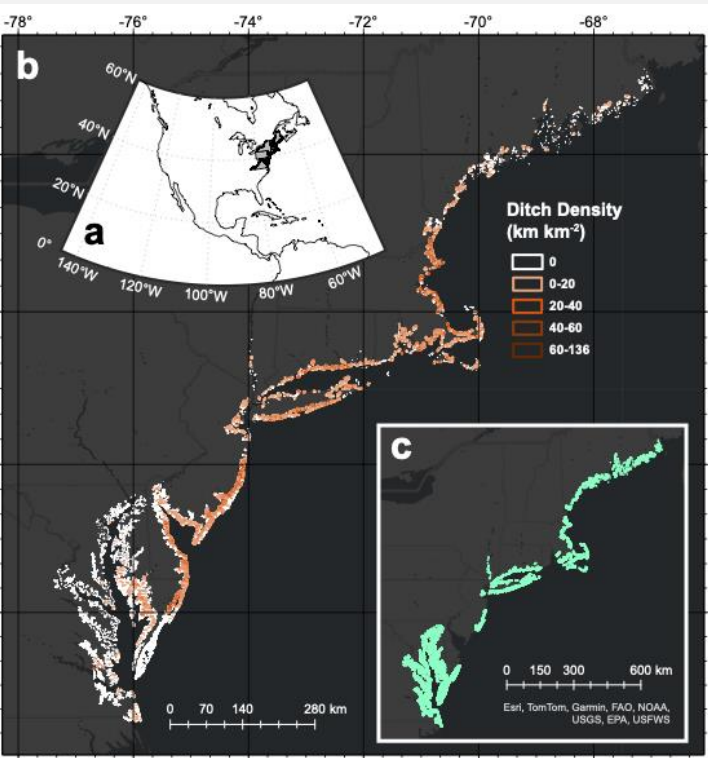 -78° -76° -74° -72° -70° -68°
b
60°N
40°N
20°N
0°
a
140°W 120°W 100°W 80°W 60°W
Ditch Density
(km km-2)
0
0-20
20-40
40-60
60-136
c
0 150 300 600 km
Esri, TomTom, Garmin, FAO, NOAA,
USGS, EPA, USFWS
0 70 140 280 km